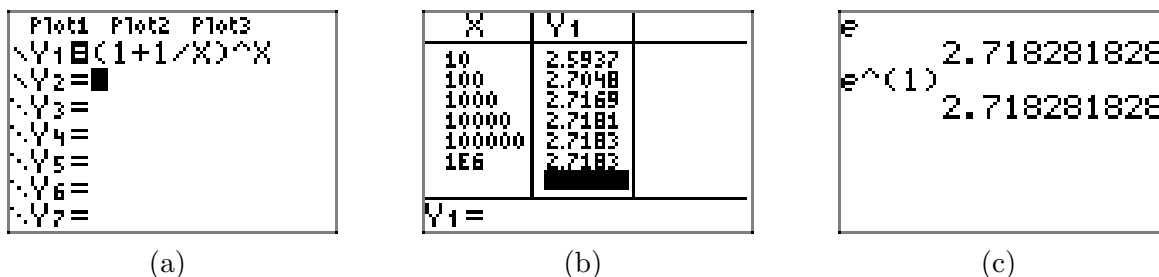 Plot1 Plot2 Plot3
\Y1=(1+1/X)^X
\Y2=
\Y3=
\Y4=
\Y5=
\Y6=
\Y7=
X Y1
10 2.5937
100 2.7048
1000 2.7169
10000 2.7181
100000 2.7183
1E6 2.7183
Y1=
e
2.718281828
e^(1)
2.718281828
(a) (b) (c)